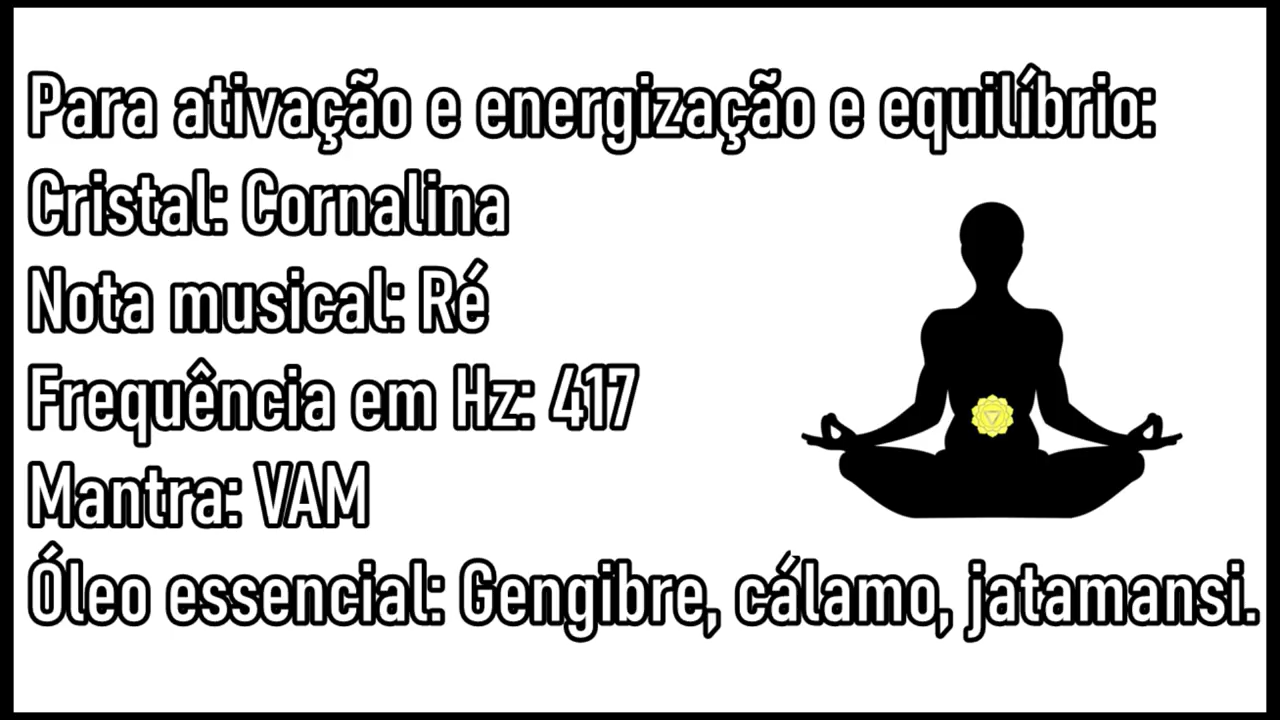 Para ativação e energização e equilíbrio:
Cristal: Cornalina
Nota musical: Ré
Frequência em Hz: 417
Mantra: VAM
Óleo essencial: Gengibre, cálamo, jatamansi.